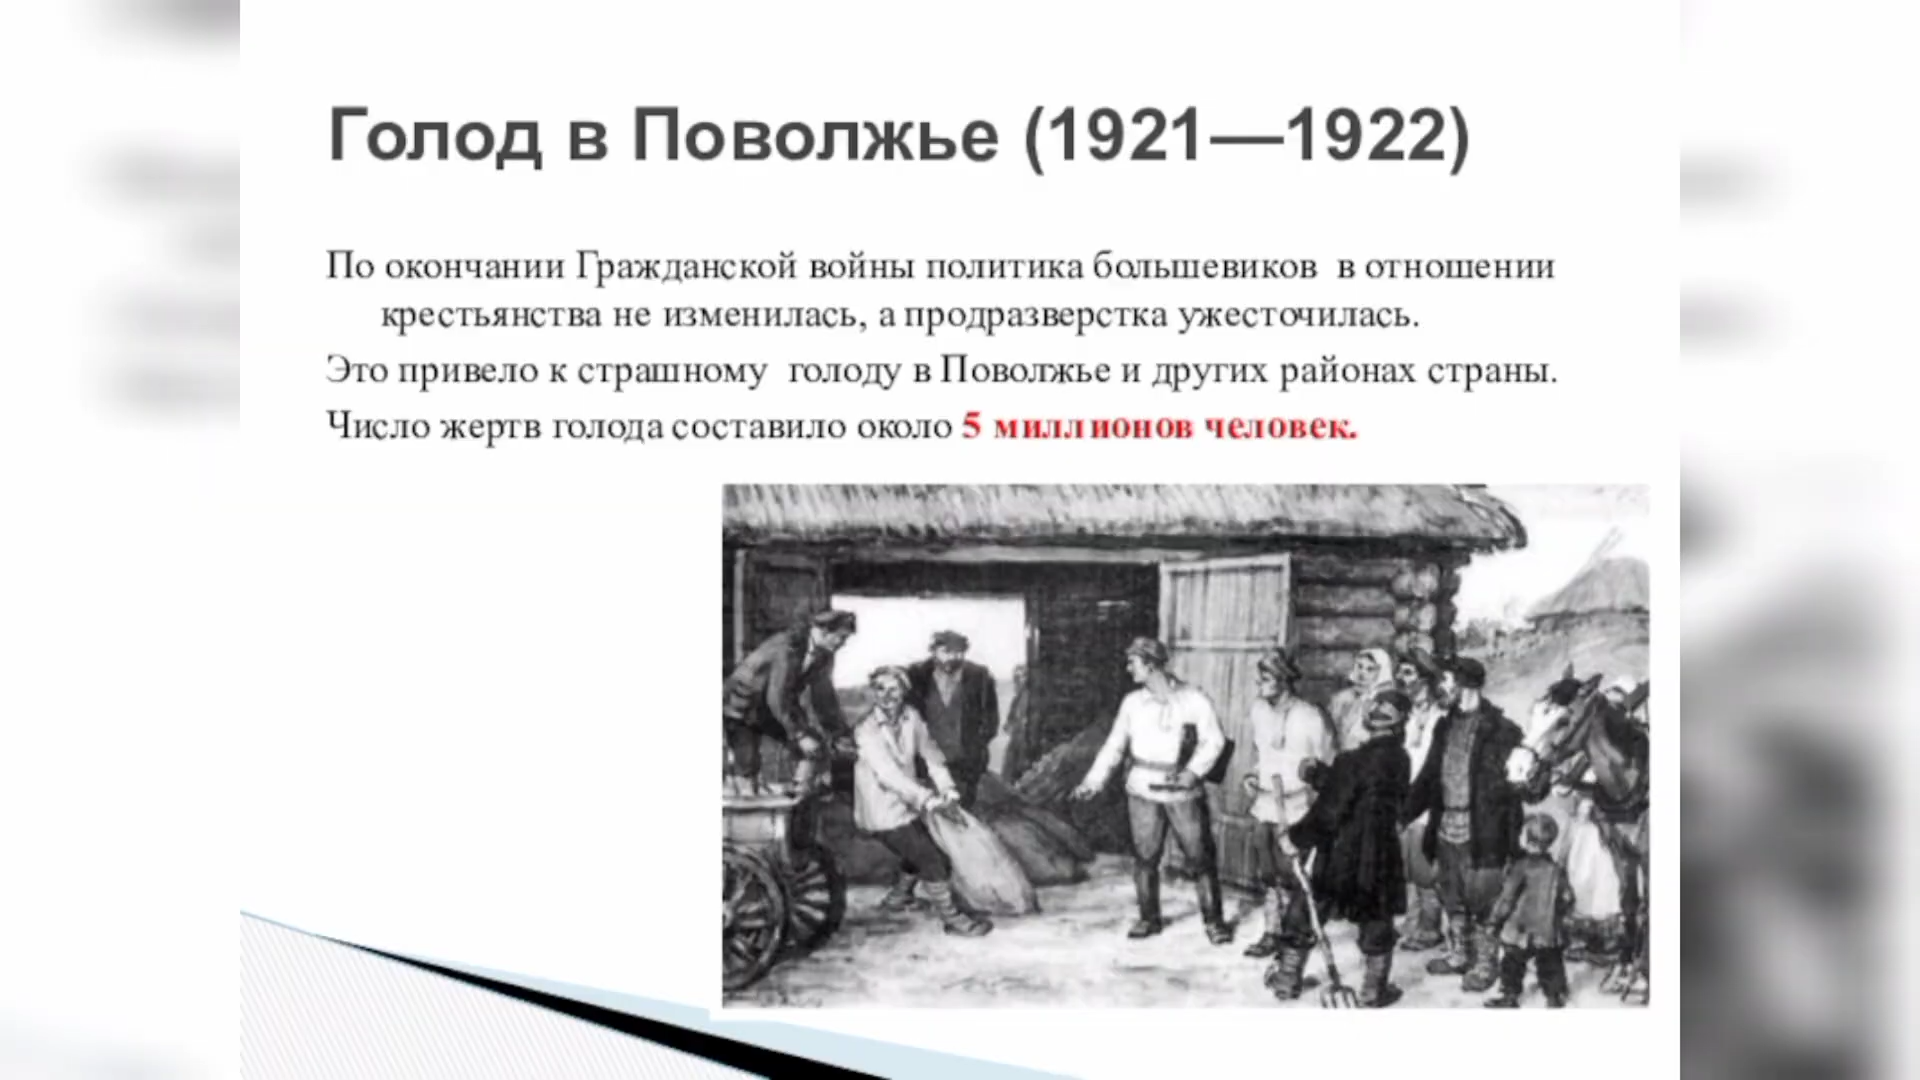 Голод в Поволжье (1921—1922)
По окончании Гражданской войны политика большевиков в отношении
крестьянства не изменилась, а продразверстка ужесточилась.
Это привело к страшному голоду в Поволжье и других районах страны.
Число жертв голода составило около 5 миллионов человек.